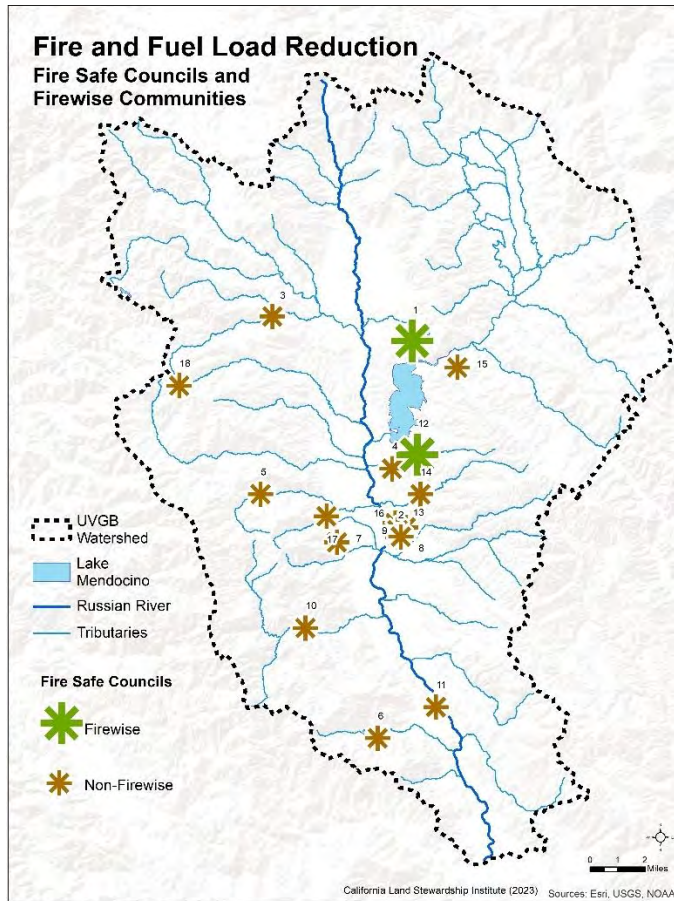 Fire and Fuel Load Reduction
Fire Safe Councils and
Firewise Communities
3
1
15
18
12
4
14
5
16
2
13
9
17
7
8
10
11
6
UVGB
Watershed
Lake
Mendocino
Russian River
Tributaries
Fire Safe Councils
Firewise
Non-Firewise
0 1 2
Miles
California Land Stewardship Institute (2023) Sources: Esri, USGS, NOAA